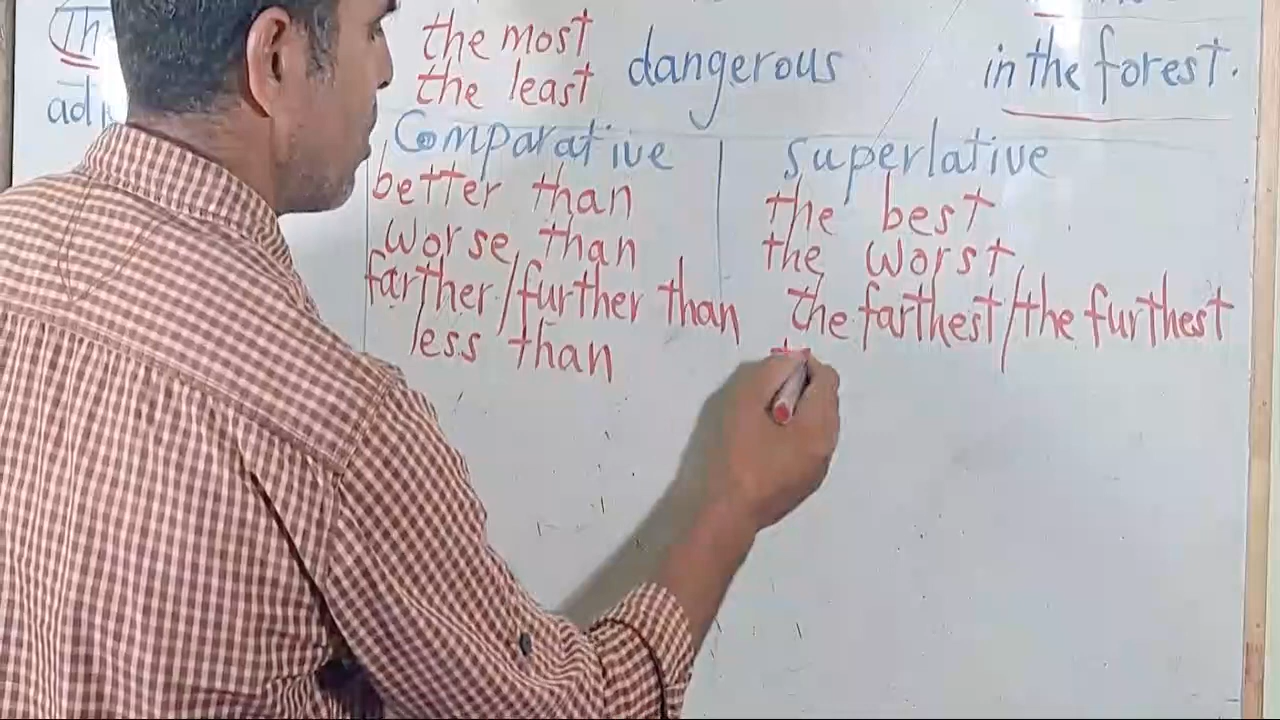 Th
the most
the least
dangerous
in the forest.
adj
Comparative
superlative
better than
the best
worse than
the worst
farther/further than
the farthest/the furthest
less than